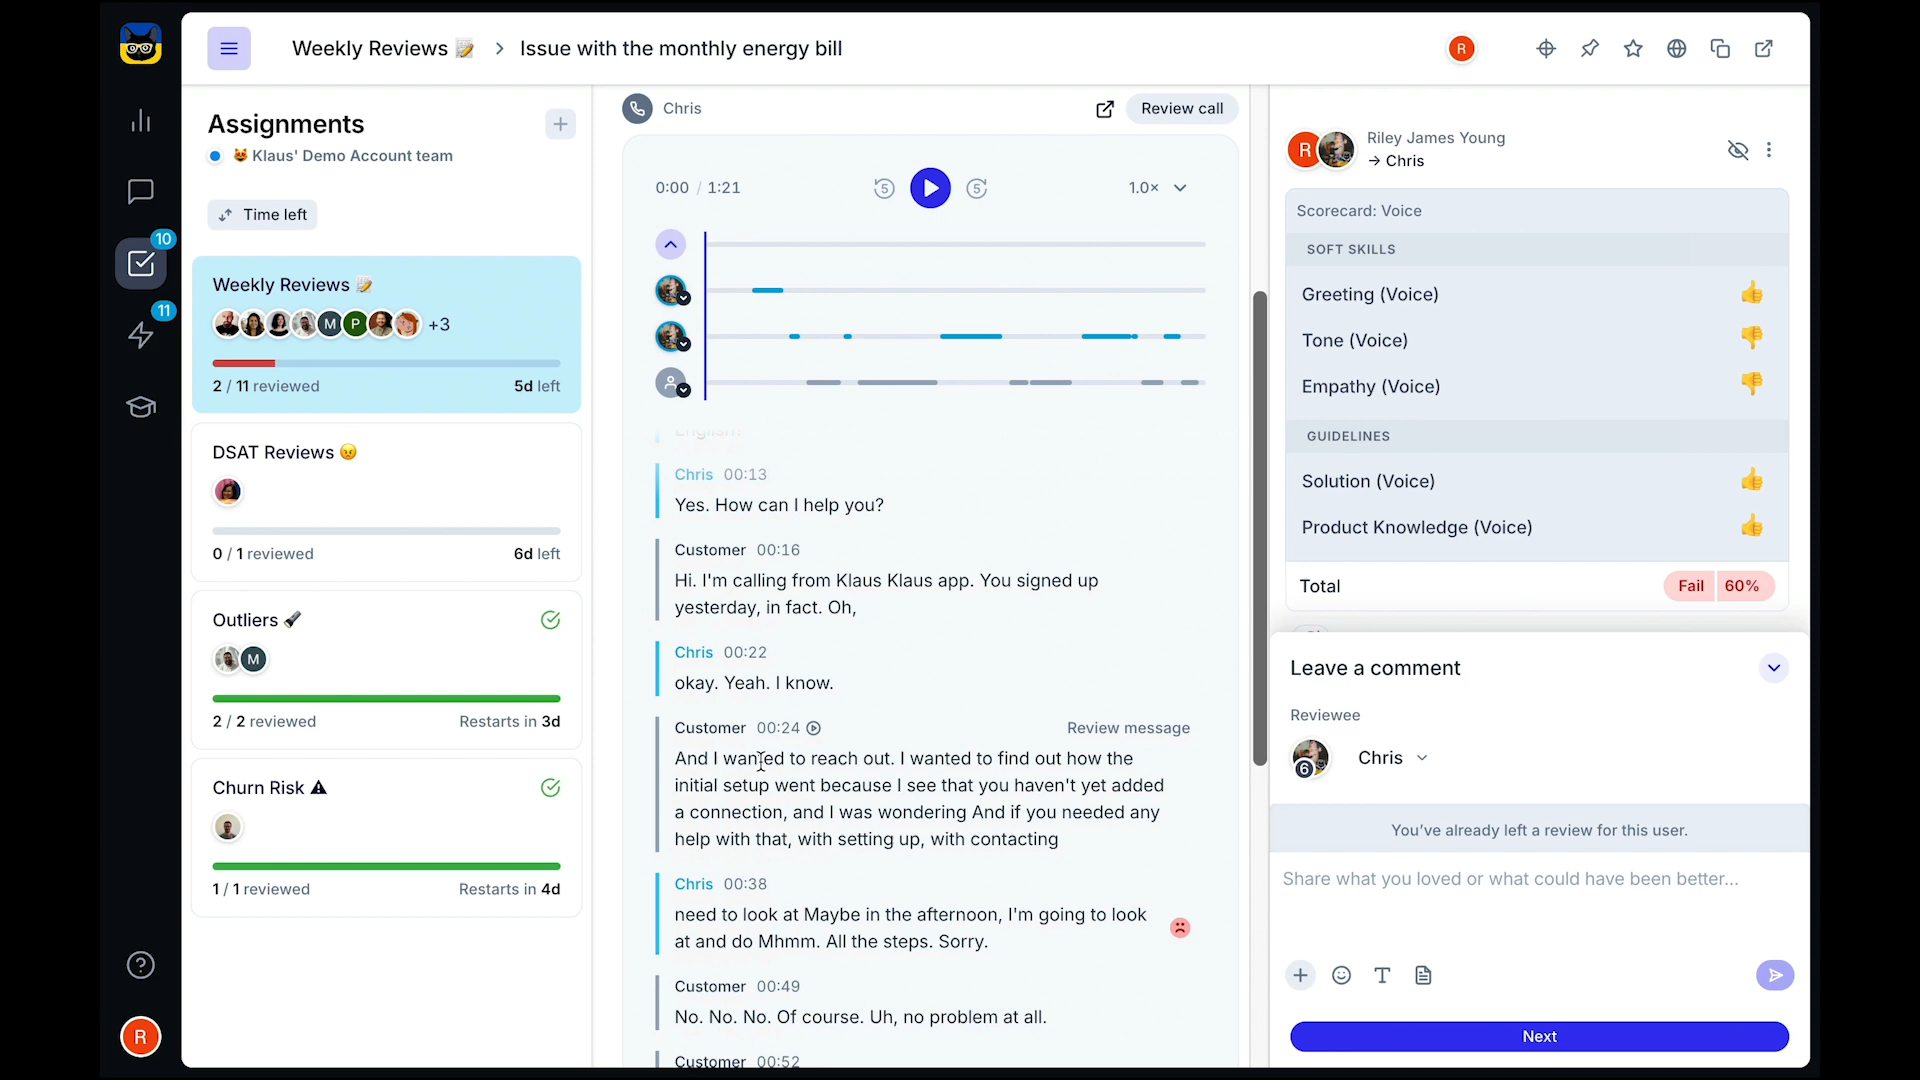 Weekly Reviews 📝 > Issue with the monthly energy bill
R
10
11
R
Assignments
😻 Klaus' Demo Account team
Time left
Weekly Reviews 📝
M P +3
2 / 11 reviewed 5d left
DSAT Reviews 😠
0 / 1 reviewed 6d left
Outliers 🔦
M
2 / 2 reviewed Restarts in 3d
Churn Risk ⚠
1 / 1 reviewed Restarts in 4d
Chris
Review call
0:00 / 1:21
5 5
1.0×
English?
Chris 00:13
Yes. How can I help you?
Customer 00:16
Hi. I'm calling from Klaus Klaus app. You signed up
yesterday, in fact. Oh,
Chris 00:22
okay. Yeah. I know.
Customer 00:24 Review message
And I wanted to reach out. I wanted to find out how the
initial setup went because I see that you haven't yet added
a connection, and I was wondering And if you needed any
help with that, with setting up, with contacting
Chris 00:38
need to look at Maybe in the afternoon, I'm going to look
at and do Mhmm. All the steps. Sorry.
Customer 00:49
No. No. No. Of course. Uh, no problem at all.
Customer 00:52
R
Riley James Young
→ Chris
Scorecard: Voice
SOFT SKILLS
Greeting (Voice) 👍
Tone (Voice) 👎
Empathy (Voice) 👎
GUIDELINES
Solution (Voice) 👍
Product Knowledge (Voice) 👍
Total Fail 60%
Leave a comment
Reviewee
6
Chris
You've already left a review for this user.
Share what you loved or what could have been better...
Next